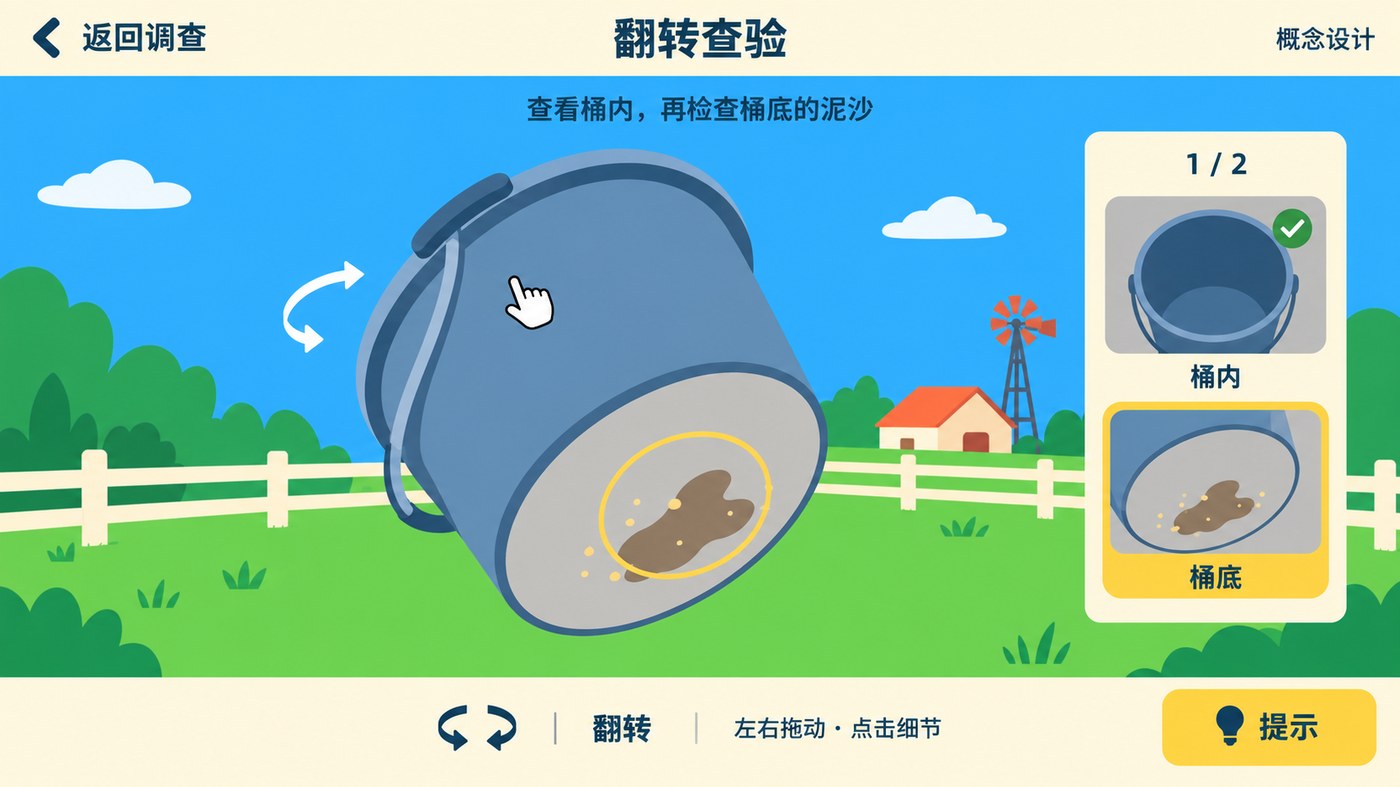 返回调查
翻转查验
概念设计
查看桶内，再检查桶底的泥沙
1 / 2
桶内
桶底
翻转
左右拖动·点击细节
提示